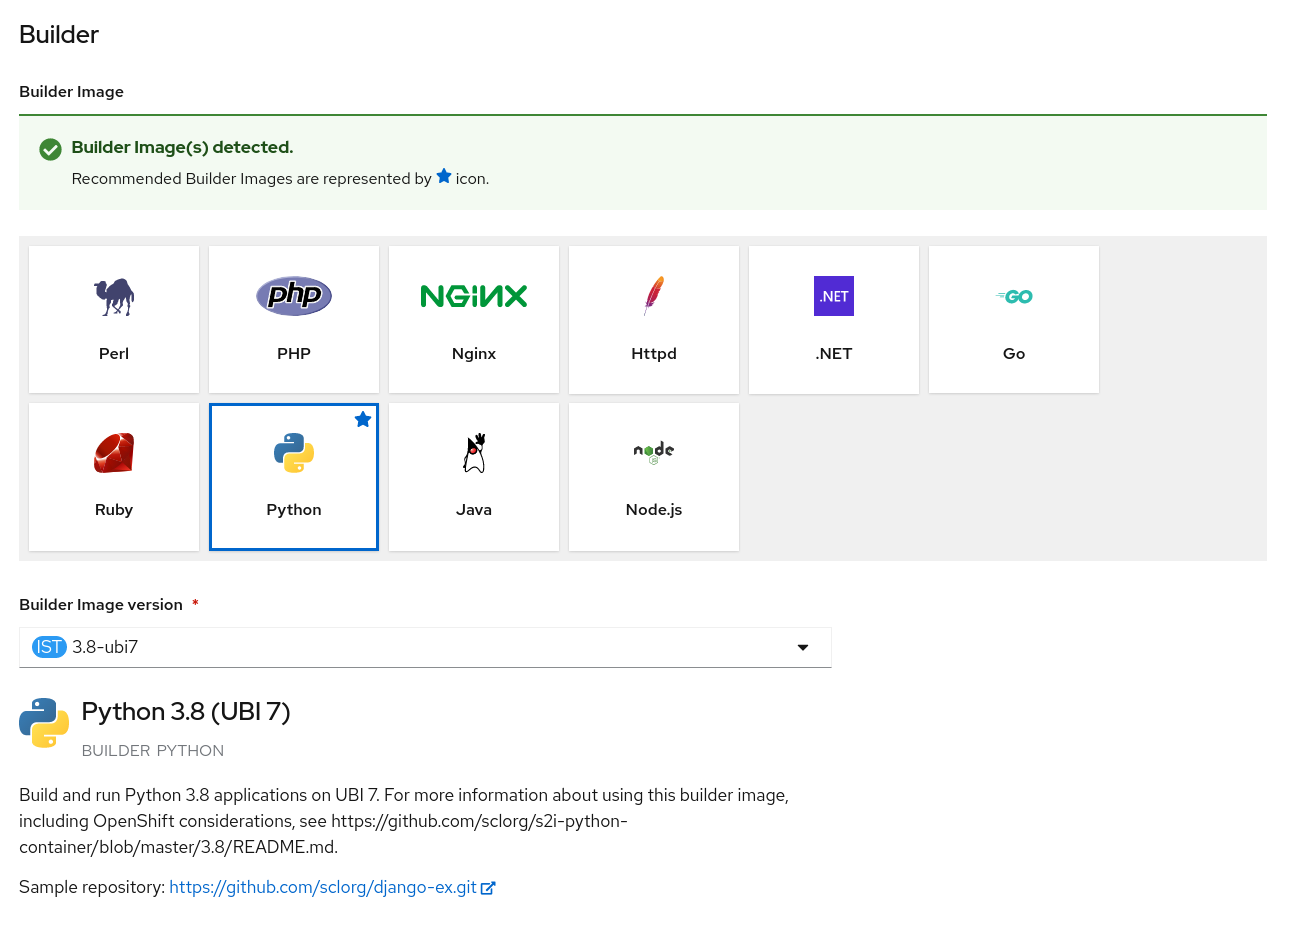 Builder
Builder Image
Builder Image(s) detected.
Recommended Builder Images are represented by icon.
php NGINX .NET GO
Perl PHP Nginx Httpd .NET Go
node
JS
Ruby Python Java Node.js
Builder Image version *
IST 3.8-ubi7
Python 3.8 (UBI 7)
BUILDER PYTHON
Build and run Python 3.8 applications on UBI 7. For more information about using this builder image,
including OpenShift considerations, see https://github.com/sclorg/s2i-python-
container/blob/master/3.8/README.md.
Sample repository: https://github.com/sclorg/django-ex.git